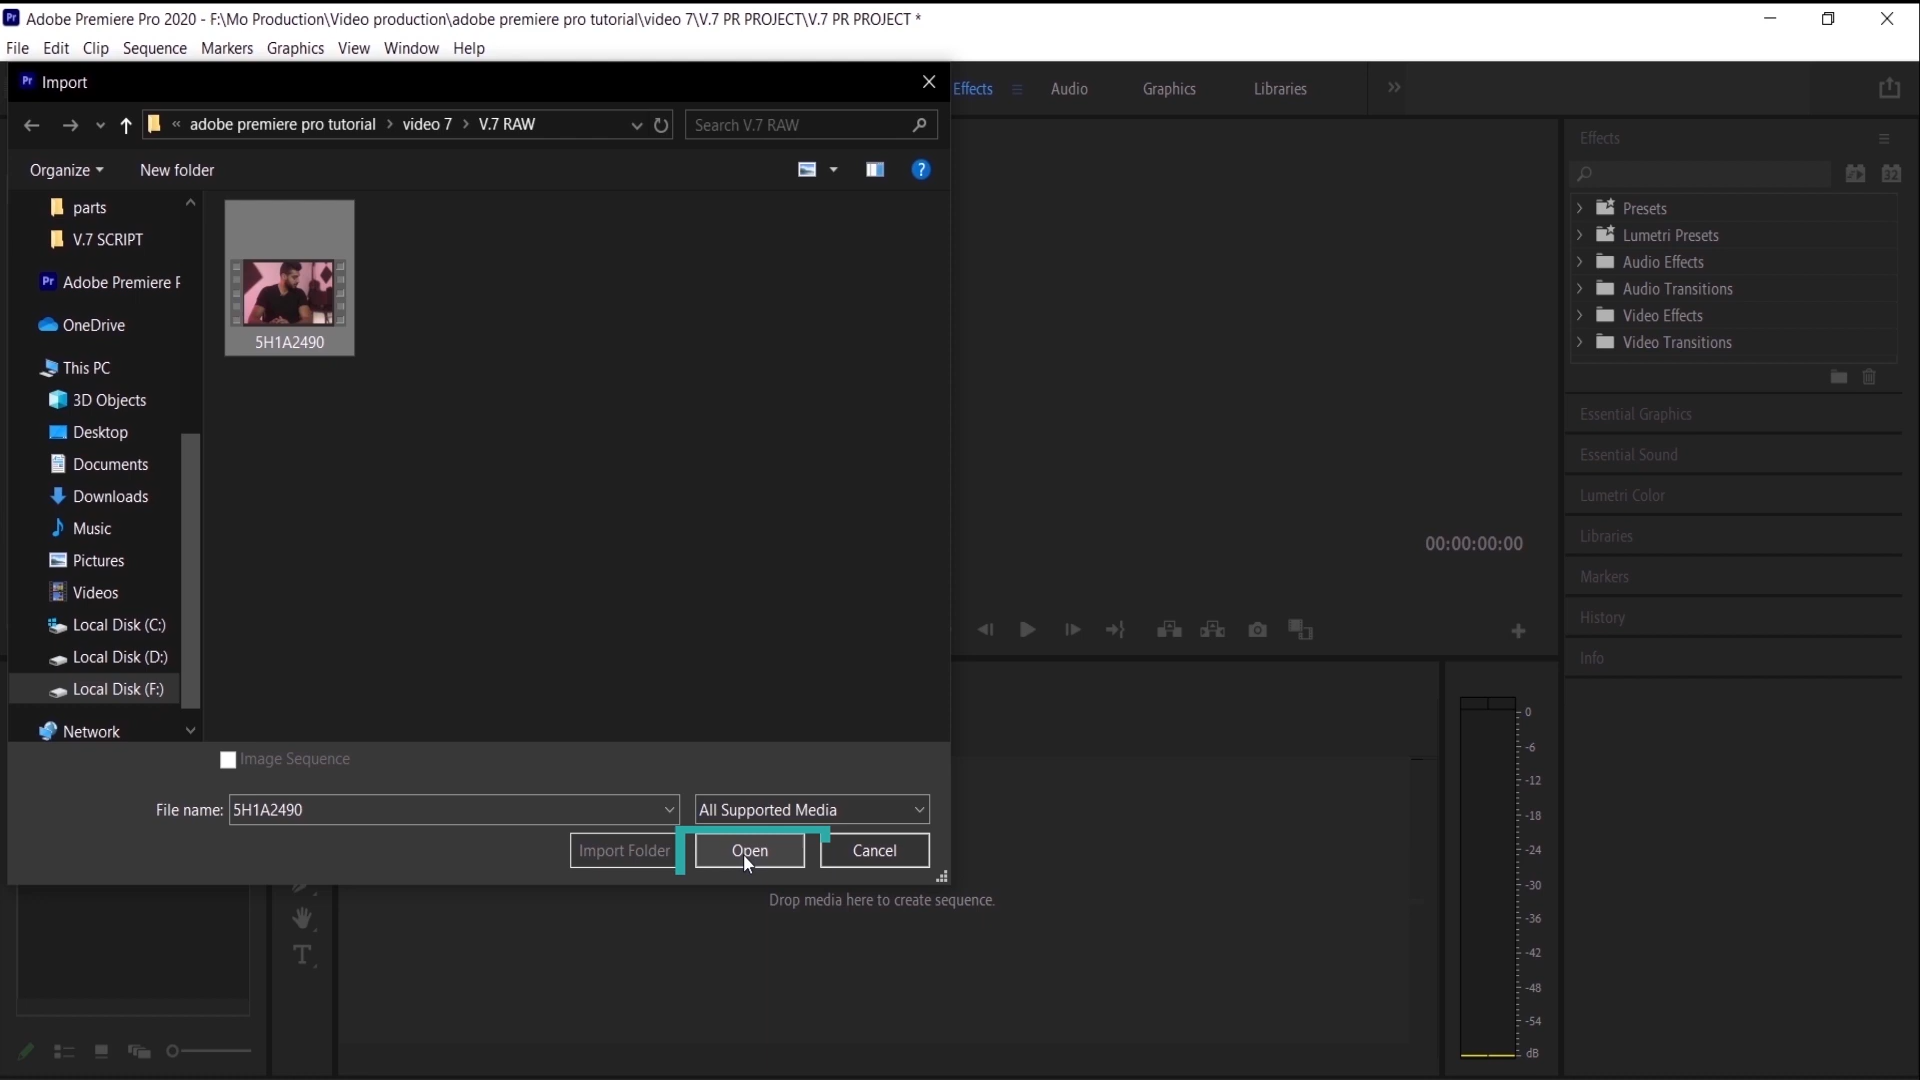 Adobe Premiere Pro 2020 - F:\Mo Production\Video production\adobe premiere pro tutorial\video 7\V.7 PR PROJECT\V.7 PR PROJECT *
File Edit Clip Sequence Markers Graphics View Window Help
Pr Import
Effects Audio Graphics Libraries
« adobe premiere pro tutorial > video 7 > V.7 RAW
Search V.7 RAW
Organize New folder
parts
V.7 SCRIPT
Pr Adobe Premiere P
OneDrive
This PC
3D Objects
Desktop
Documents
Downloads
Music
Pictures
Videos
Local Disk (C:)
Local Disk (D:)
Local Disk (F:)
Network
5H1A2490
Image Sequence
File name: 5H1A2490
All Supported Media
Import Folder Open Cancel
Effects
32
Presets
Lumetri Presets
Audio Effects
Audio Transitions
Video Effects
Video Transitions
Essential Graphics
Essential Sound
Lumetri Color
Libraries
Markers
History
Info
00:00:00:00
Drop media here to create sequence.
0
-6
-12
-18
-24
-30
-36
-42
-48
-54
dB